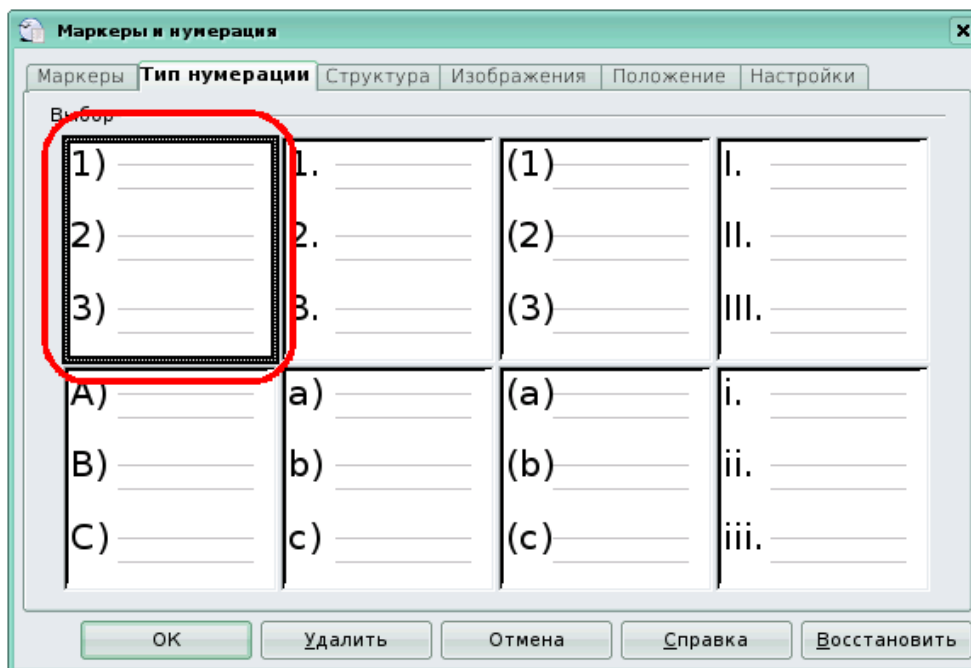 Маркеры и нумерация
Маркеры Тип нумерации Структура Изображения Положение Настройки
Выбор
1) 1. (1) I.
2) 2. (2) II.
3) 3. (3) III.
A) a) (a) i.
B) b) (b) ii.
C) c) (c) iii.
ОК Удалить Отмена Справка Восстановить